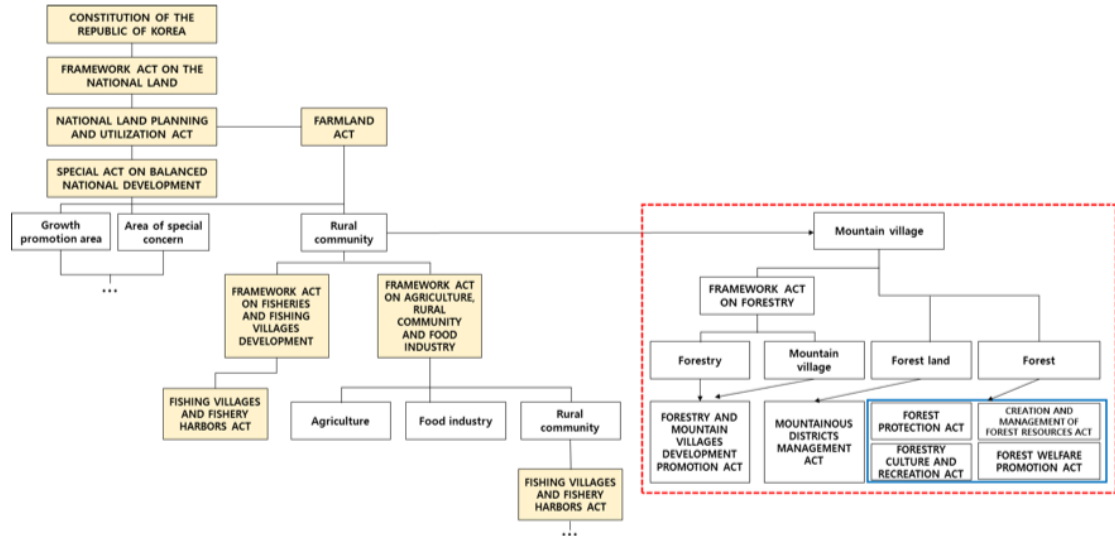 CONSTITUTION OF THE
REPUBLIC OF KOREA
FRAMEWORK ACT ON THE
NATIONAL LAND
NATIONAL LAND PLANNING
AND UTILIZATION ACT
FARMLAND
ACT
SPECIAL ACT ON BALANCED
NATIONAL DEVELOPMENT
Growth
promotion area
Area of special
concern
Rural
community
Mountain village
...
FRAMEWORK ACT
ON FISHERIES
AND FISHING
VILLAGES
DEVELOPMENT
FRAMEWORK ACT
ON AGRICULTURE,
RURAL
COMMUNITY
AND FOOD
INDUSTRY
FRAMEWORK ACT
ON FORESTRY
Forestry
Mountain
village
Forest land
Forest
FISHING VILLAGES
AND FISHERY
HARBORS ACT
Agriculture
Food industry
Rural
community
FORESTRY AND
MOUNTAIN
VILLAGES
DEVELOPMENT
PROMOTION ACT
MOUNTAINOUS
DISTRICTS
MANAGEMENT
ACT
FOREST
PROTECTION ACT
CREATION AND
MANAGEMENT OF
FOREST RESOURCES ACT
FORESTRY
CULTURE AND
RECREATION ACT
FOREST WELFARE
PROMOTION ACT
FISHING VILLAGES
AND FISHERY
HARBORS ACT
...